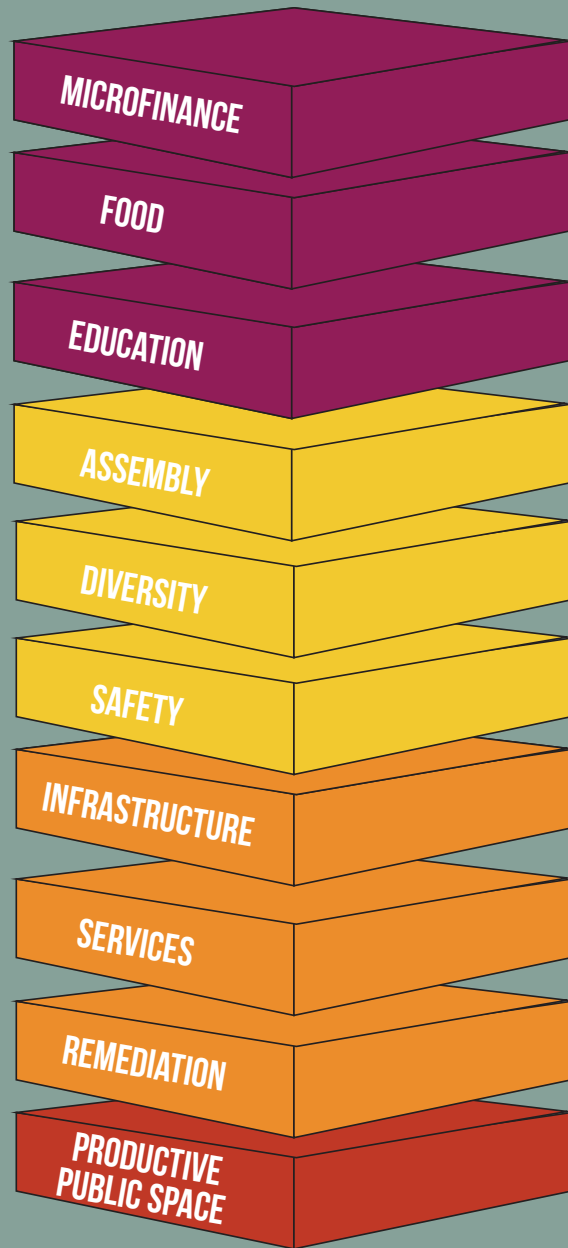 MICROFINANCE
FOOD
EDUCATION
ASSEMBLY
DIVERSITY
SAFETY
INFRASTRUCTURE
SERVICES
REMEDIATION
PRODUCTIVE
PUBLIC SPACE